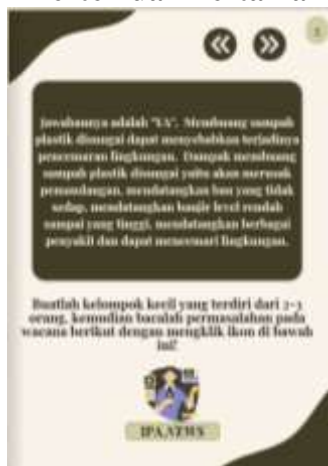 Jawabannya adalah "YA". Membuang sampah
plastik disungai dapat menyebabkan terjadinya
pencemaran lingkungan. Dampak membuang
sampah plastik disungai yaitu akan merusak
pemandangan, mendatangkan bau yang tidak
sedap, mendatangkan banjir level rendah
sampai yang tinggi, mendatangkan berbagai
penyakit dan dapat mencemari lingkungan.
Buatlah kelompok kecil yang terdiri dari 2-3
orang, kemudian bacalah permasalahan pada
wacana berikut dengan mengklik ikon di bawah
ini!